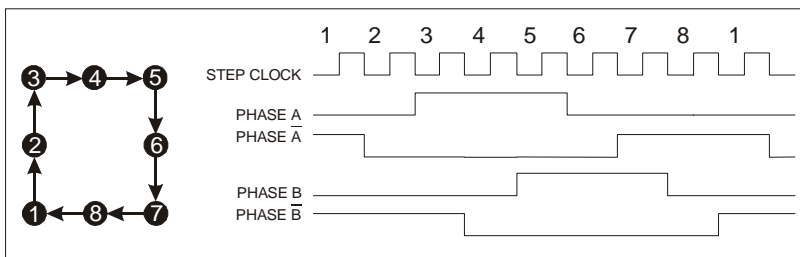 1 2 3 4 5 6 7 8 1
STEP CLOCK
PHASE A
PHASE A̅
PHASE B
PHASE B̅
3 4 5
2 6
1 8 7